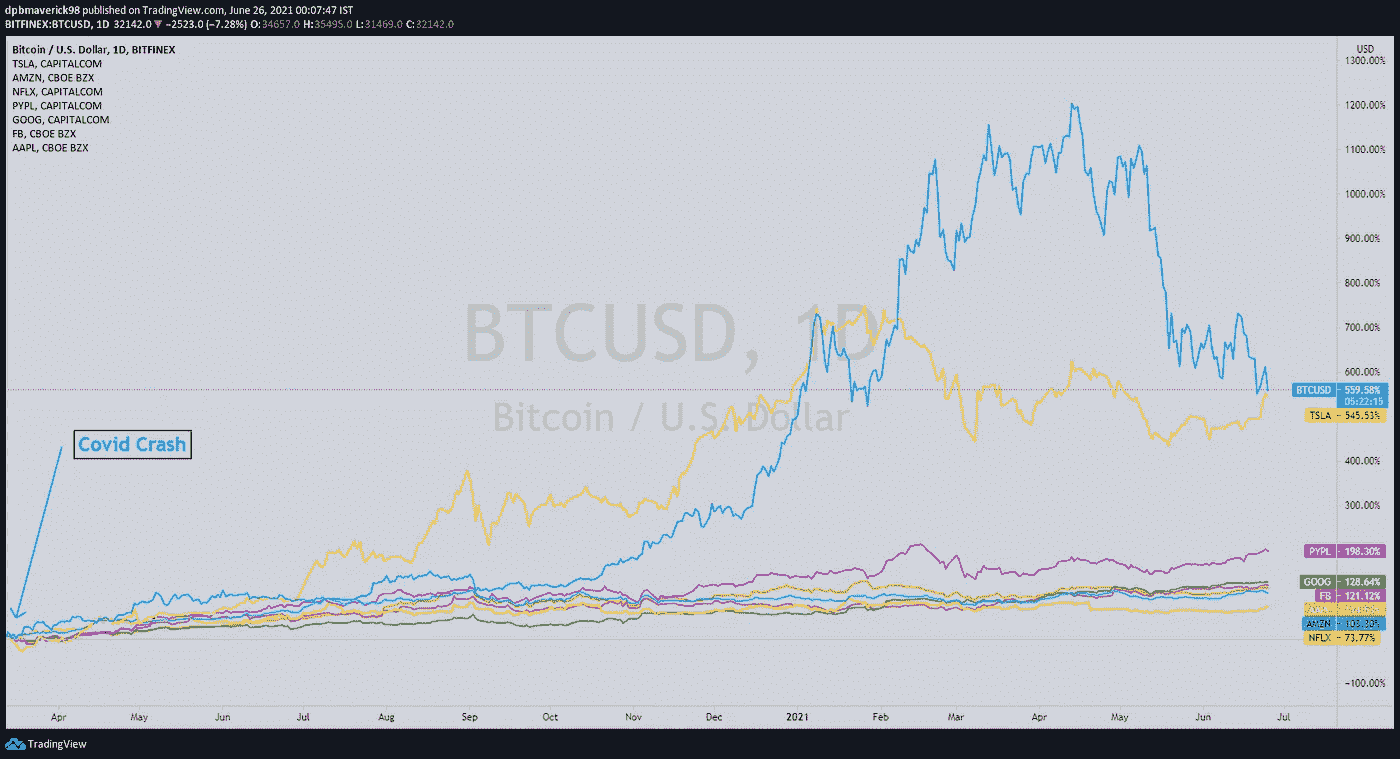 dpbmaverick98 published on TradingView.com, June 26, 2021 00:07:47 IST
BITFINEX:BTCUSD, 1D 32142.0 ▼ −2523.0 (−7.28%) O:34657.0 H:35495.0 L:31469.0 C:32142.0
Bitcoin / U.S. Dollar, 1D, BITFINEX
TSLA, CAPITALCOM
AMZN, CBOE BZX
NFLX, CAPITALCOM
PYPL, CAPITALCOM
GOOG, CAPITALCOM
FB, CBOE BZX
AAPL, CBOE BZX
USD
1300.00%
1200.00%
1100.00%
1000.00%
900.00%
800.00%
700.00%
600.00%
BTCUSD 559.58%
05:22:15
TSLA 545.53%
400.00%
300.00%
PYPL 198.30%
GOOG 128.64%
FB 121.12%
AMZN
NFLX 73.77%
−100.00%
BTCUSD, 1D
Bitcoin / U.S. Dollar
Covid Crash
Apr May Jun Jul Aug Sep Oct Nov Dec 2021 Feb Mar Apr May Jun Jul
TradingView